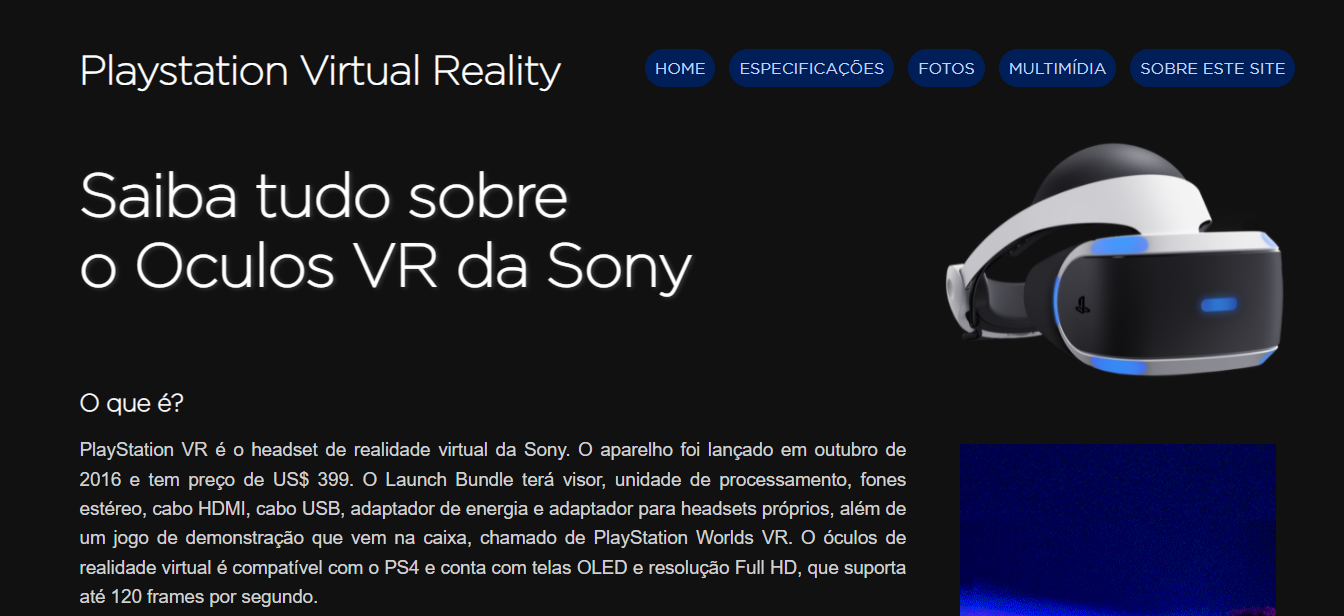 Playstation Virtual Reality
HOME
ESPECIFICAÇÕES
FOTOS
MULTIMÍDIA
SOBRE ESTE SITE
Saiba tudo sobre
o Oculos VR da Sony
O que é?
PlayStation VR é o headset de realidade virtual da Sony. O aparelho foi lançado em outubro de
2016 e tem preço de US$ 399. O Launch Bundle terá visor, unidade de processamento, fones
estéreo, cabo HDMI, cabo USB, adaptador de energia e adaptador para headsets próprios, além de
um jogo de demonstração que vem na caixa, chamado de PlayStation Worlds VR. O óculos de
realidade virtual é compatível com o PS4 e conta com telas OLED e resolução Full HD, que suporta
até 120 frames por segundo.